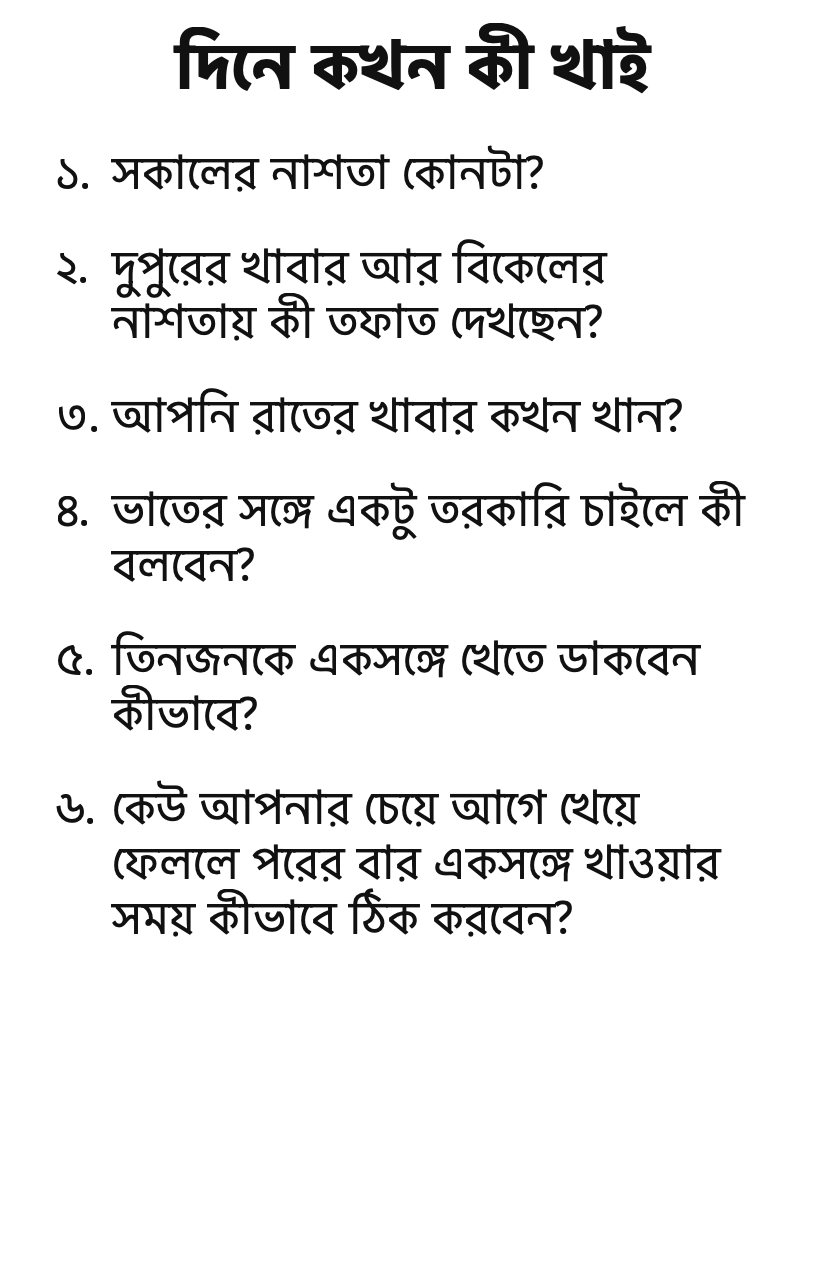 দিনে কখন কী খাই
১. সকালের নাশতা কোনটা?
২. দুপুরের খাবার আর বিকেলের
নাশতায় কী তফাত দেখছেন?
৩. আপনি রাতের খাবার কখন খান?
৪. ভাতের সঙ্গে একটু তরকারি চাইলে কী
বলবেন?
৫. তিনজনকে একসঙ্গে খেতে ডাকবেন
কীভাবে?
৬. কেউ আপনার চেয়ে আগে খেয়ে
ফেললে পরের বার একসঙ্গে খাওয়ার
সময় কীভাবে ঠিক করবেন?